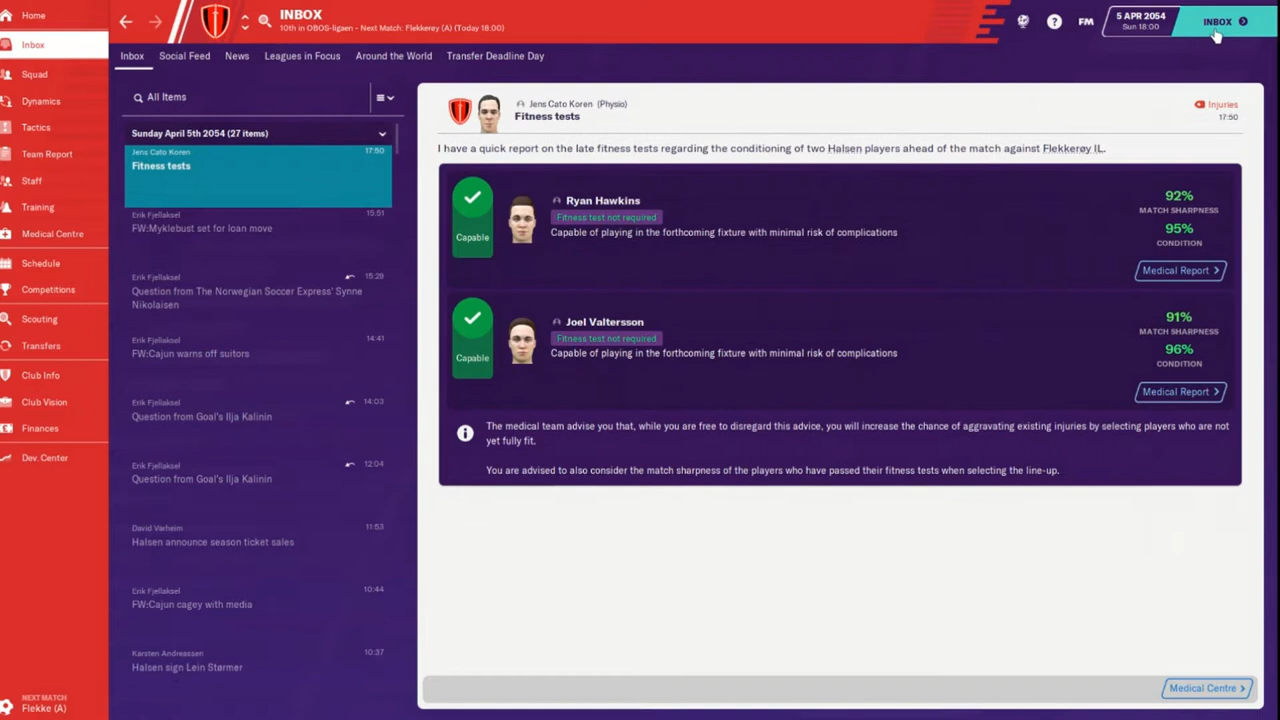 Home
Inbox
Squad
Dynamics
Tactics
Team Report
Staff
Training
Medical Centre
Schedule
Competitions
Scouting
Transfers
Club Info
Club Vision
Finances
Dev. Center
NEXT MATCH
Flekke (A)
INBOX
10th in OBOS-ligaen - Next Match: Flekkerøy (A) (Today 18:00)
FM
5 APR 2054
Sun 18:00
INBOX
Inbox
Social Feed
News
Leagues in Focus
Around the World
Transfer Deadline Day
All Items
Sunday April 5th 2054 (27 items)
Jens Cato Koren 17:50
Fitness tests
Erik Fjellaksel 15:51
FW:Myklebust set for loan move
Erik Fjellaksel 15:29
Question from The Norwegian Soccer Express' Synne
Nikolaisen
Erik Fjellaksel 14:41
FW:Cajun warns off suitors
Erik Fjellaksel 14:03
Question from Goal's Ilja Kalinin
Erik Fjellaksel 12:04
Question from Goal's Ilja Kalinin
David Varheim 11:53
Halsen announce season ticket sales
Erik Fjellaksel 10:44
FW:Cajun cagey with media
Karsten Andreassen 10:37
Halsen sign Lein Størmer
Jens Cato Koren (Physio)
Fitness tests
Injuries
17:50
I have a quick report on the late fitness tests regarding the conditioning of two Halsen players ahead of the match against Flekkerøy IL.
Capable
Ryan Hawkins
Fitness test not required
Capable of playing in the forthcoming fixture with minimal risk of complications
92%
MATCH SHARPNESS
95%
CONDITION
Medical Report
Capable
Joel Valtersson
Fitness test not required
Capable of playing in the forthcoming fixture with minimal risk of complications
91%
MATCH SHARPNESS
96%
CONDITION
Medical Report
The medical team advise you that, while you are free to disregard this advice, you will increase the chance of aggravating existing injuries by selecting players who are not
yet fully fit.
You are advised to also consider the match sharpness of the players who have passed their fitness tests when selecting the line-up.
Medical Centre